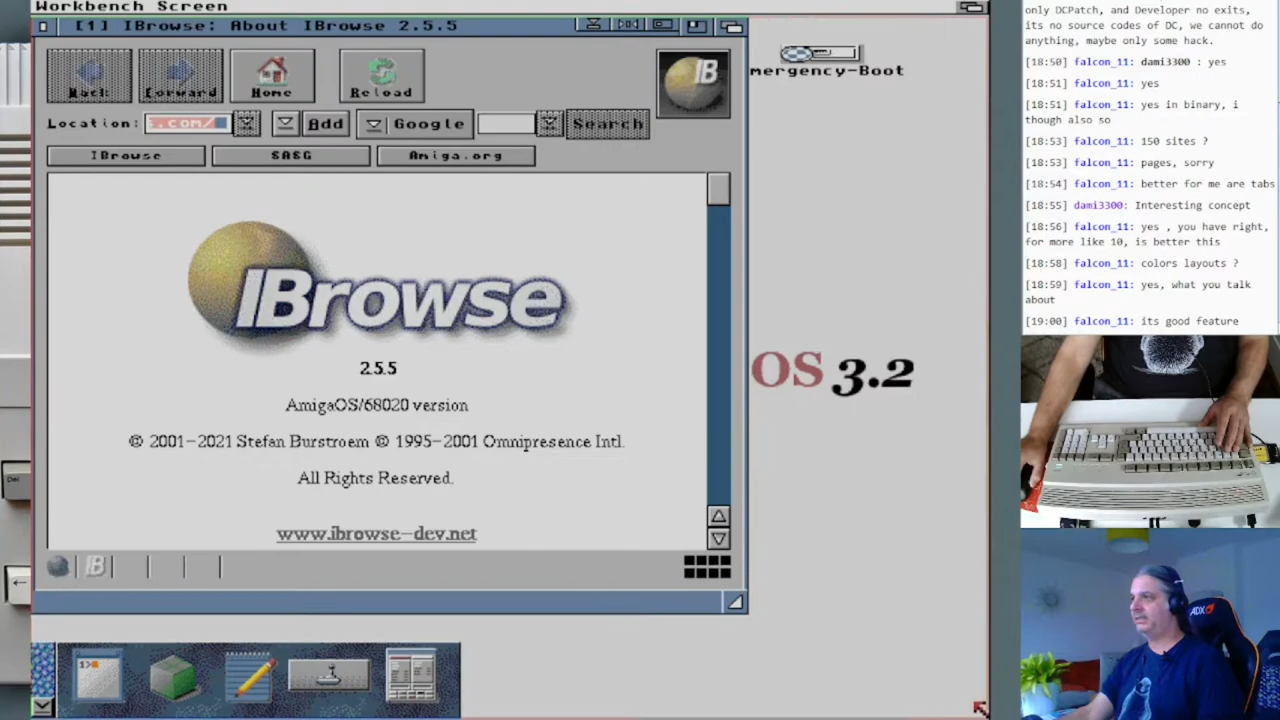 Workbench Screen
[1] IBrowse: About IBrowse 2.5.5
Back
Forward
Home
Reload
IB
Location:
.com/
Add
Google
Search
IBrowse
SASG
Amiga.org
IBrowse
2.5.5
AmigaOS/68020 version
© 2001-2021 Stefan Burstroem © 1995-2001 Omnipresence Intl.
All Rights Reserved.
www.ibrowse-dev.net
IB
mergency-Boot
OS 3.2
1>
only DCPatch, and Developer no exits,
its no source codes of DC, we cannot do
anything, maybe only some hack.
[18:50] falcon_11: dami3300 : yes
[18:51] falcon_11: yes
[18:51] falcon_11: yes in binary, i
though also so
[18:53] falcon_11: 150 sites ?
[18:53] falcon_11: pages, sorry
[18:54] falcon_11: better for me are tabs
[18:55] dami3300: Interesting concept
[18:56] falcon_11: yes , you have right,
for more like 10, is better this
[18:58] falcon_11: colors layouts ?
[18:59] falcon_11: yes, what you talk
about
[19:00] falcon_11: its good feature
Del
ADX